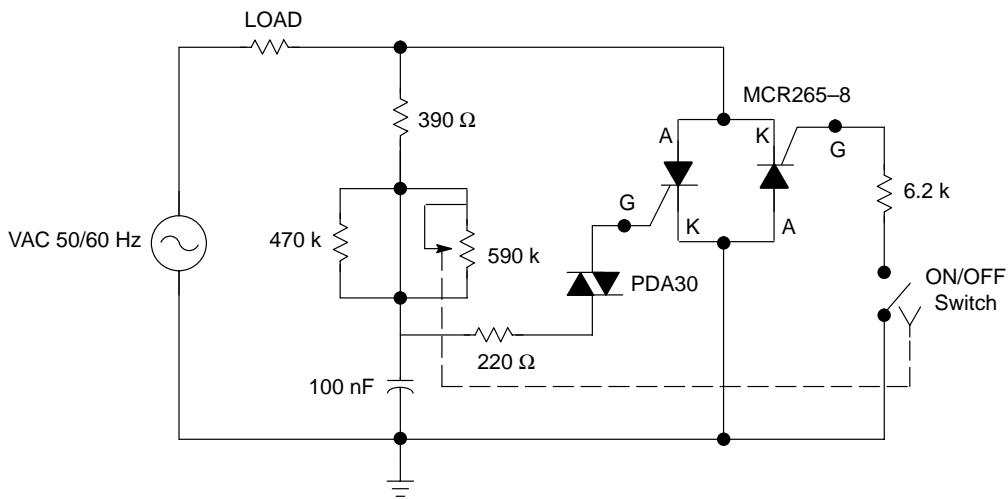 LOAD
MCR265–8
390 Ω
A
K
G
6.2 k
G
VAC 50/60 Hz
470 k
590 k
K
A
PDA30
ON/OFF
Switch
220 Ω
100 nF